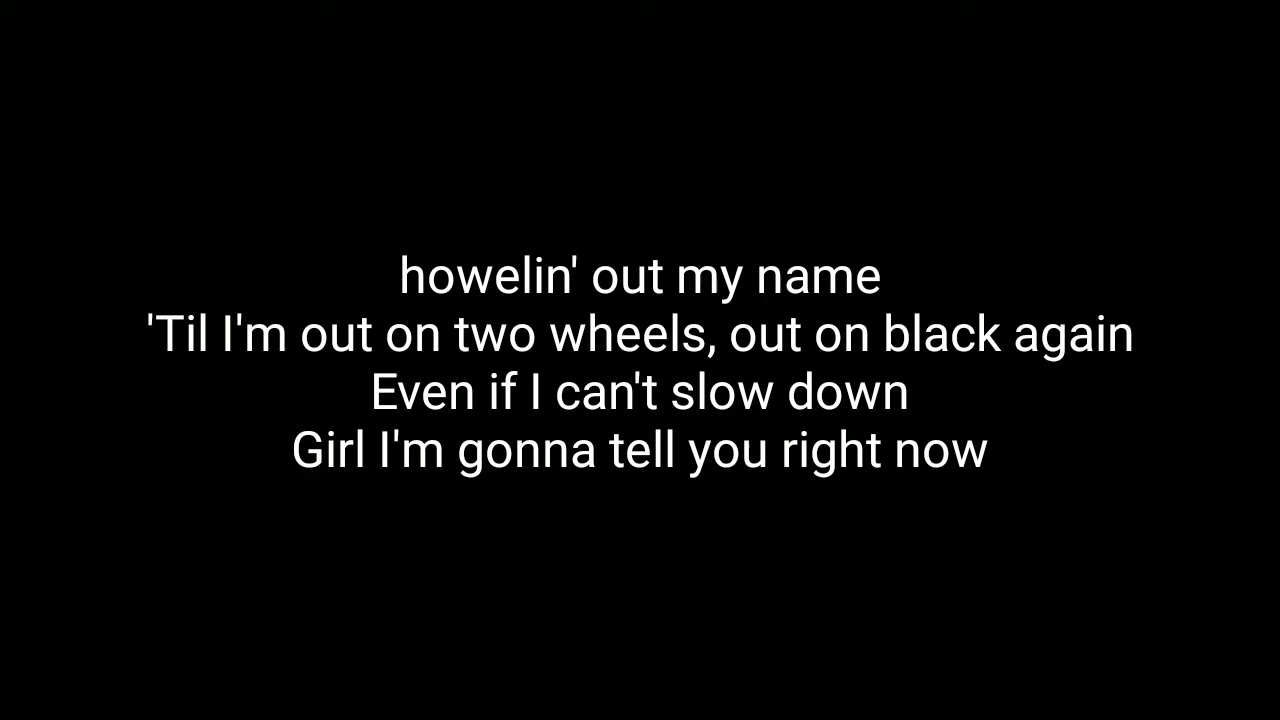 howelin' out my name
'Til I'm out on two wheels, out on black again
Even if I can't slow down
Girl I'm gonna tell you right now